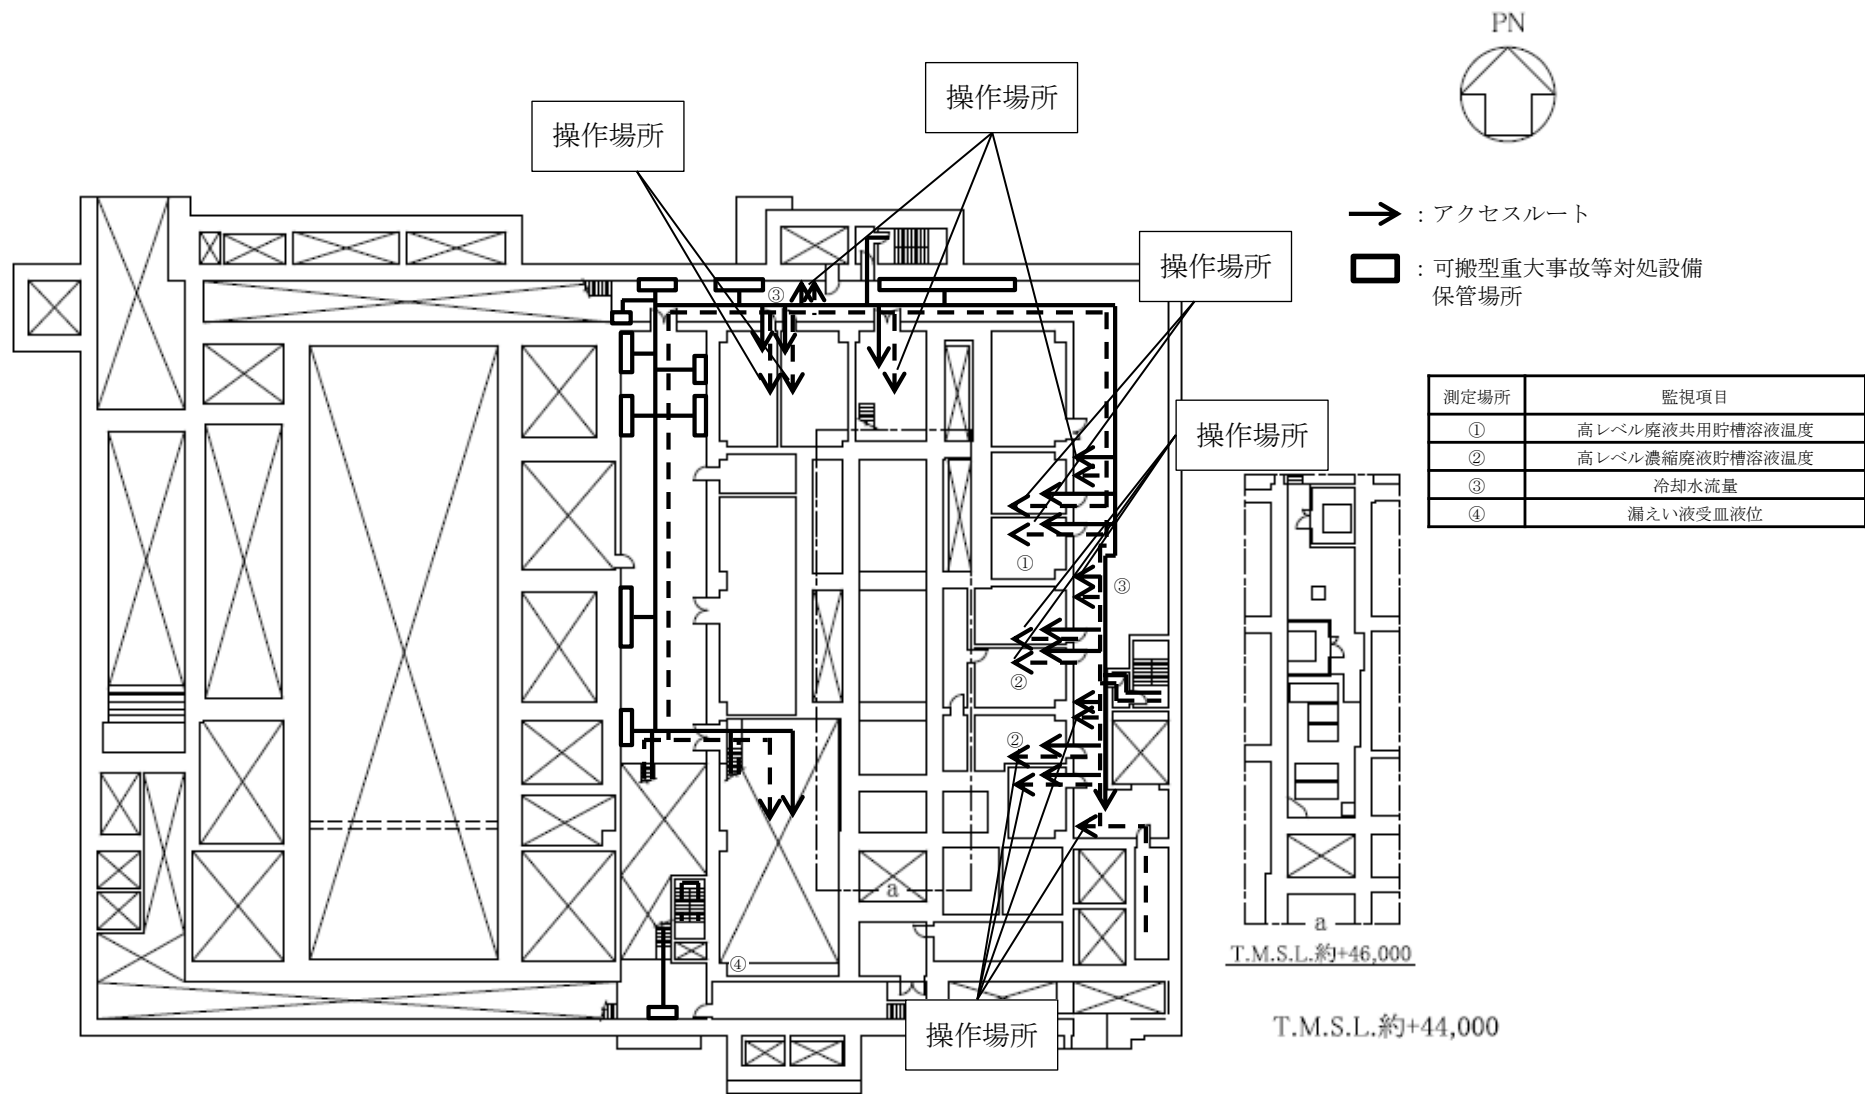 PN
操作場所
操作場所
操作場所
操作場所
操作場所
：アクセスルート
：可搬型重大事故等対処設備
保管場所
測定場所 監視項目
① 高レベル廃液共用貯槽溶液温度
② 高レベル濃縮廃液貯槽溶液温度
③ 冷却水流量
④ 漏えい液受皿液位
③
①
③
②
②
④
a
a
T.M.S.L.約+46,000
T.M.S.L.約+44,000